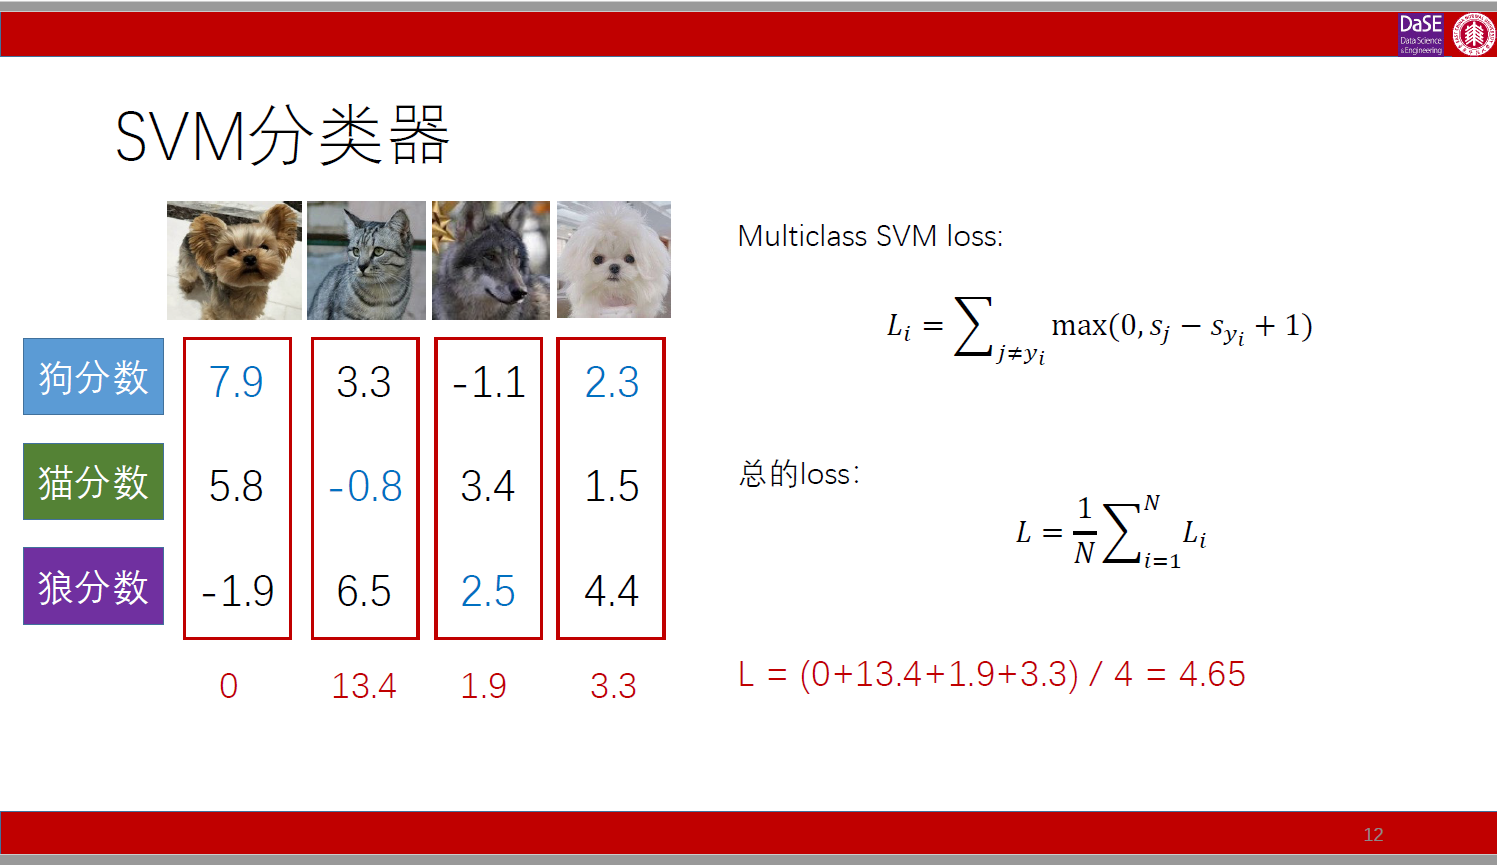 DaSE
Data Science
& Engineering
SVM分类器
狗分数 7.9 3.3 -1.1 2.3
猫分数 5.8 -0.8 3.4 1.5
狼分数 -1.9 6.5 2.5 4.4
0 13.4 1.9 3.3
Multiclass SVM loss:
L_i = ∑_{j≠y_i} max(0, s_j − s_{y_i} + 1)
总的loss：
L = 1/N ∑_{i=1}^{N} L_i
L = (0+13.4+1.9+3.3) / 4 = 4.65
12